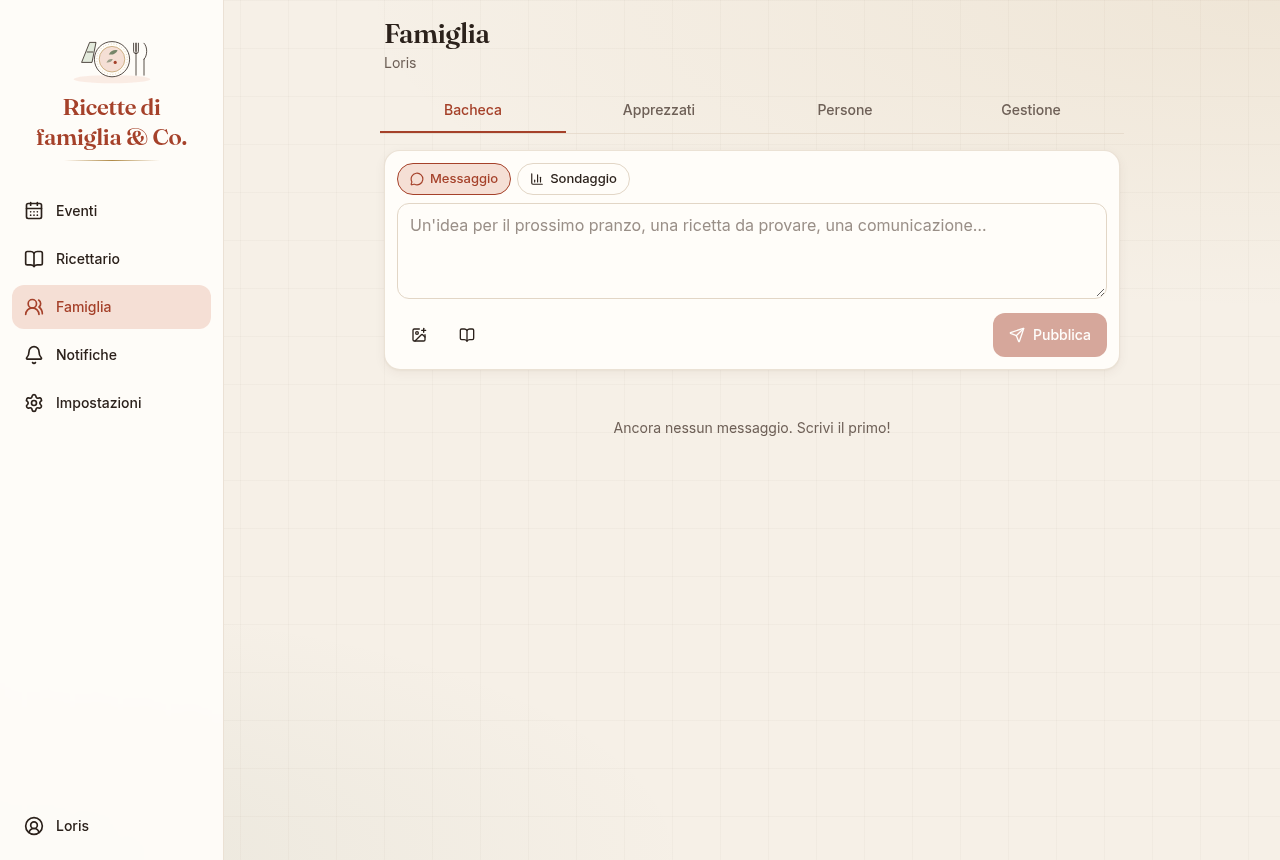 Ricette di
famiglia & Co.
Eventi
Ricettario
Famiglia
Notifiche
Impostazioni
Loris
Famiglia
Loris
Bacheca
Apprezzati
Persone
Gestione
Messaggio
Sondaggio
Un'idea per il prossimo pranzo, una ricetta da provare, una comunicazione…
Pubblica
Ancora nessun messaggio. Scrivi il primo!